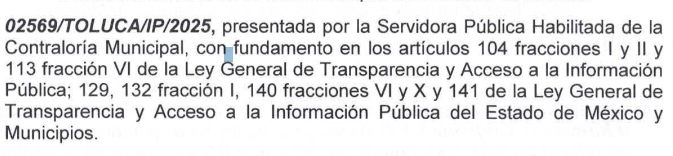 02569/TOLUCA/IP/2025, presentada por la Servidora Pública Habilitada de la
Contraloría Municipal, con fundamento en los artículos 104 fracciones I y II y
113 fracción VI de la Ley General de Transparencia y Acceso a la Información
Pública; 129, 132 fracción I, 140 fracciones VI y X y 141 de la Ley General de
Transparencia y Acceso a la Información Pública del Estado de México y
Municipios.